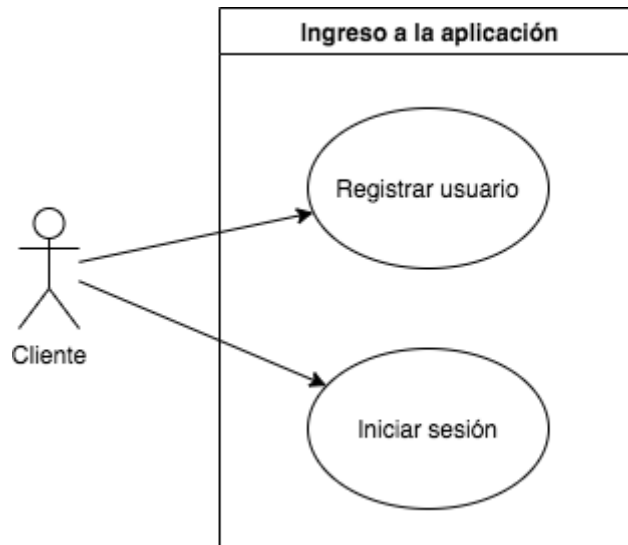 Ingreso a la aplicación
Registrar usuario
Cliente
Iniciar sesión